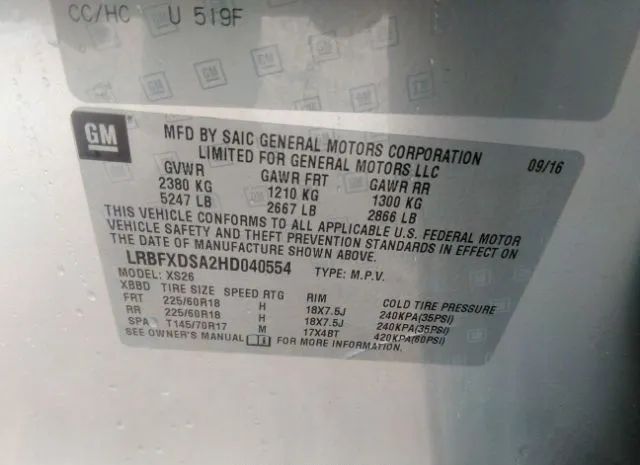 CC/HC U 519F
GM
MFD BY SAIC GENERAL MOTORS CORPORATION
LIMITED FOR GENERAL MOTORS LLC
09/16
GVWR GAWR FRT GAWR RR
2380 KG 1210 KG 1300 KG
5247 LB 2667 LB 2866 LB
THIS VEHICLE CONFORMS TO ALL APPLICABLE U.S. FEDERAL MOTOR
VEHICLE SAFETY AND THEFT PREVENTION STANDARDS IN EFFECT ON
THE DATE OF MANUFACTURE SHOWN ABOVE.
LRBFXDSA2HD040554 TYPE: M.P.V.
MODEL: XS26
XBBD TIRE SIZE SPEED RTG RIM COLD TIRE PRESSURE
FRT 225/60R18 H 18X7.5J 240KPA(35PSI)
RR 225/60R18 H 18X7.5J 240KPA(35PSI)
SPA T145/70R17 M 17X4BT 420KPA(60PSI)
SEE OWNER'S MANUAL FOR MORE INFORMATION.